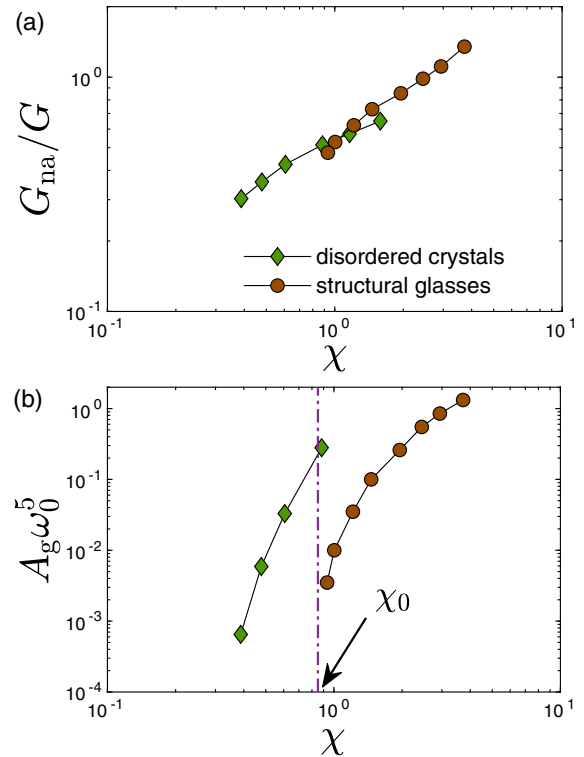 (a)
10^0
G_na/G
disordered crystals
structural glasses
10^-1
10^-1 10^0 10^1
χ
(b)
10^0
10^-1
A_g ω_0^5
10^-2
χ_0
10^-3
10^-4
10^-1 10^0 10^1
χ